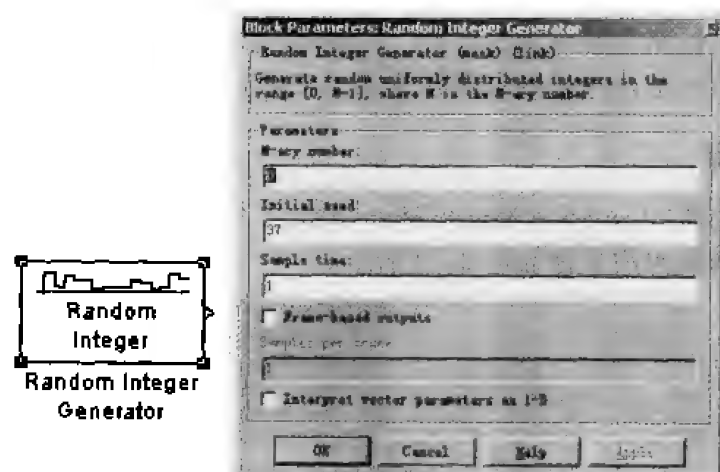 Block Parameters: Random Integer Generator
Random Integer Generator (mask) (link)
Generate random uniformly distributed integers in the
range [0, M-1], where M is the M-ary number.
Parameters
M-ary number:
Initial seed:
37
Sample time:
1
Frame-based outputs
Samples per frame
1
Interpret vector parameters as 1-D
OK
Cancel
Help
Apply
Random
Integer
Random Integer
Generator